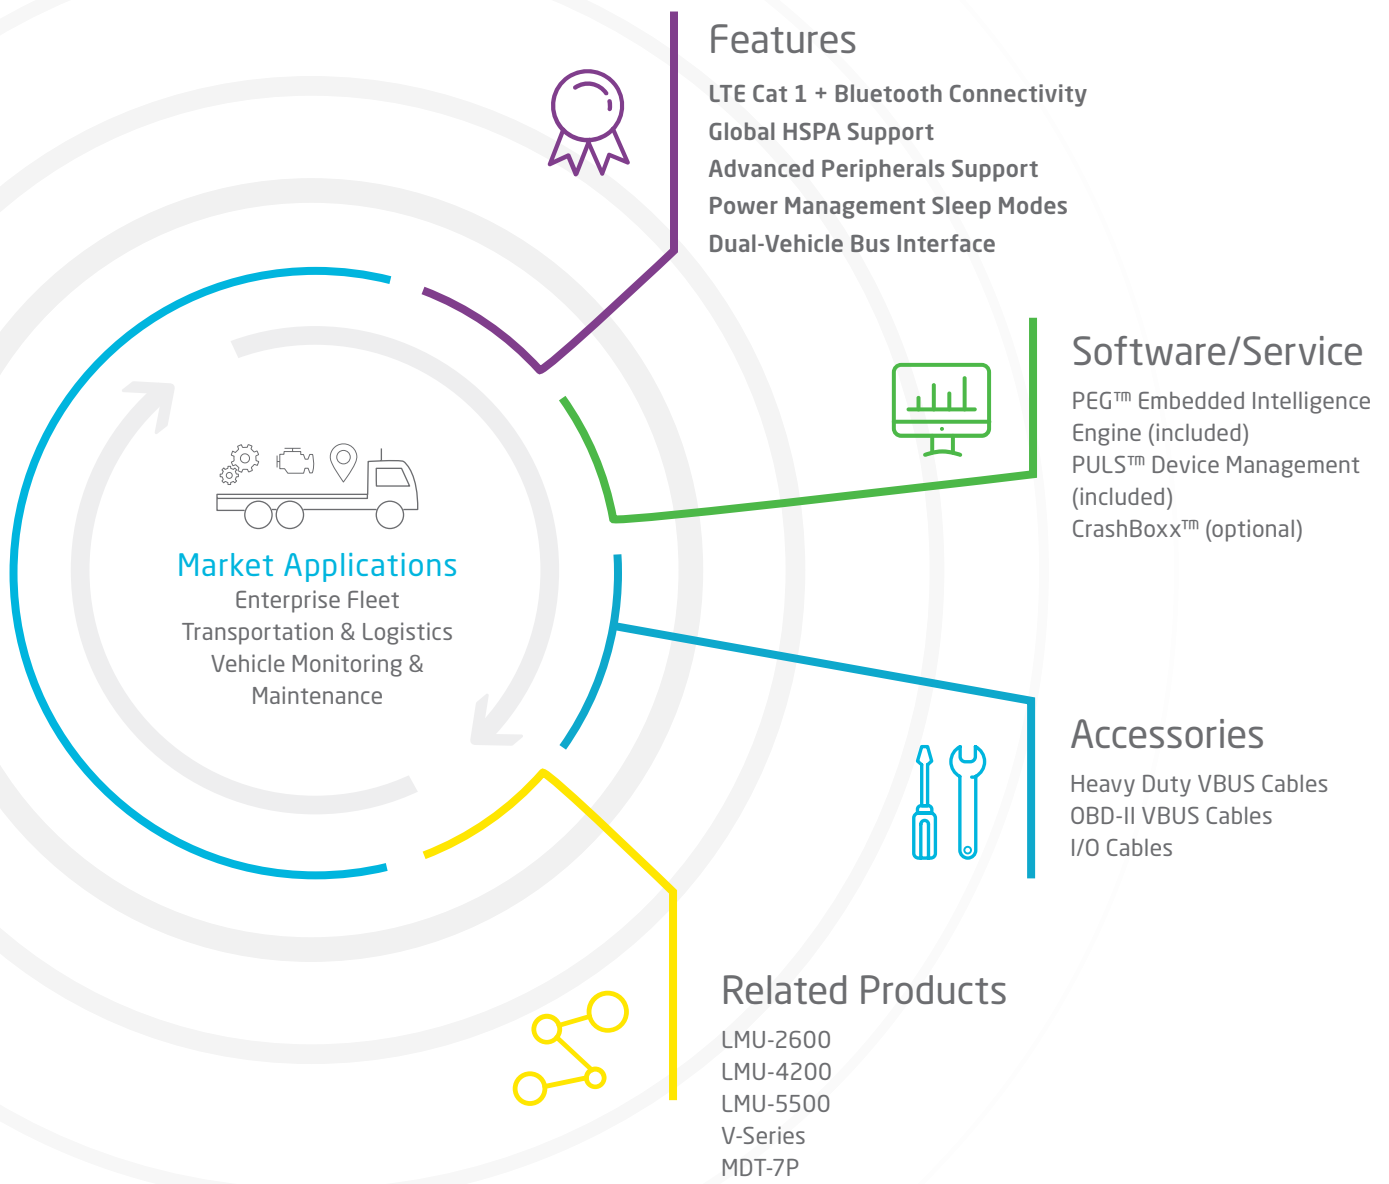 Features
LTE Cat 1 + Bluetooth Connectivity
Global HSPA Support
Advanced Peripherals Support
Power Management Sleep Modes
Dual-Vehicle Bus Interface
Software/Service
PEG™ Embedded Intelligence
Engine (included)
PULS™ Device Management
(included)
CrashBoxx™ (optional)
Market Applications
Enterprise Fleet
Transportation & Logistics
Vehicle Monitoring &
Maintenance
Accessories
Heavy Duty VBUS Cables
OBD-II VBUS Cables
I/O Cables
Related Products
LMU-2600
LMU-4200
LMU-5500
V-Series
MDT-7P